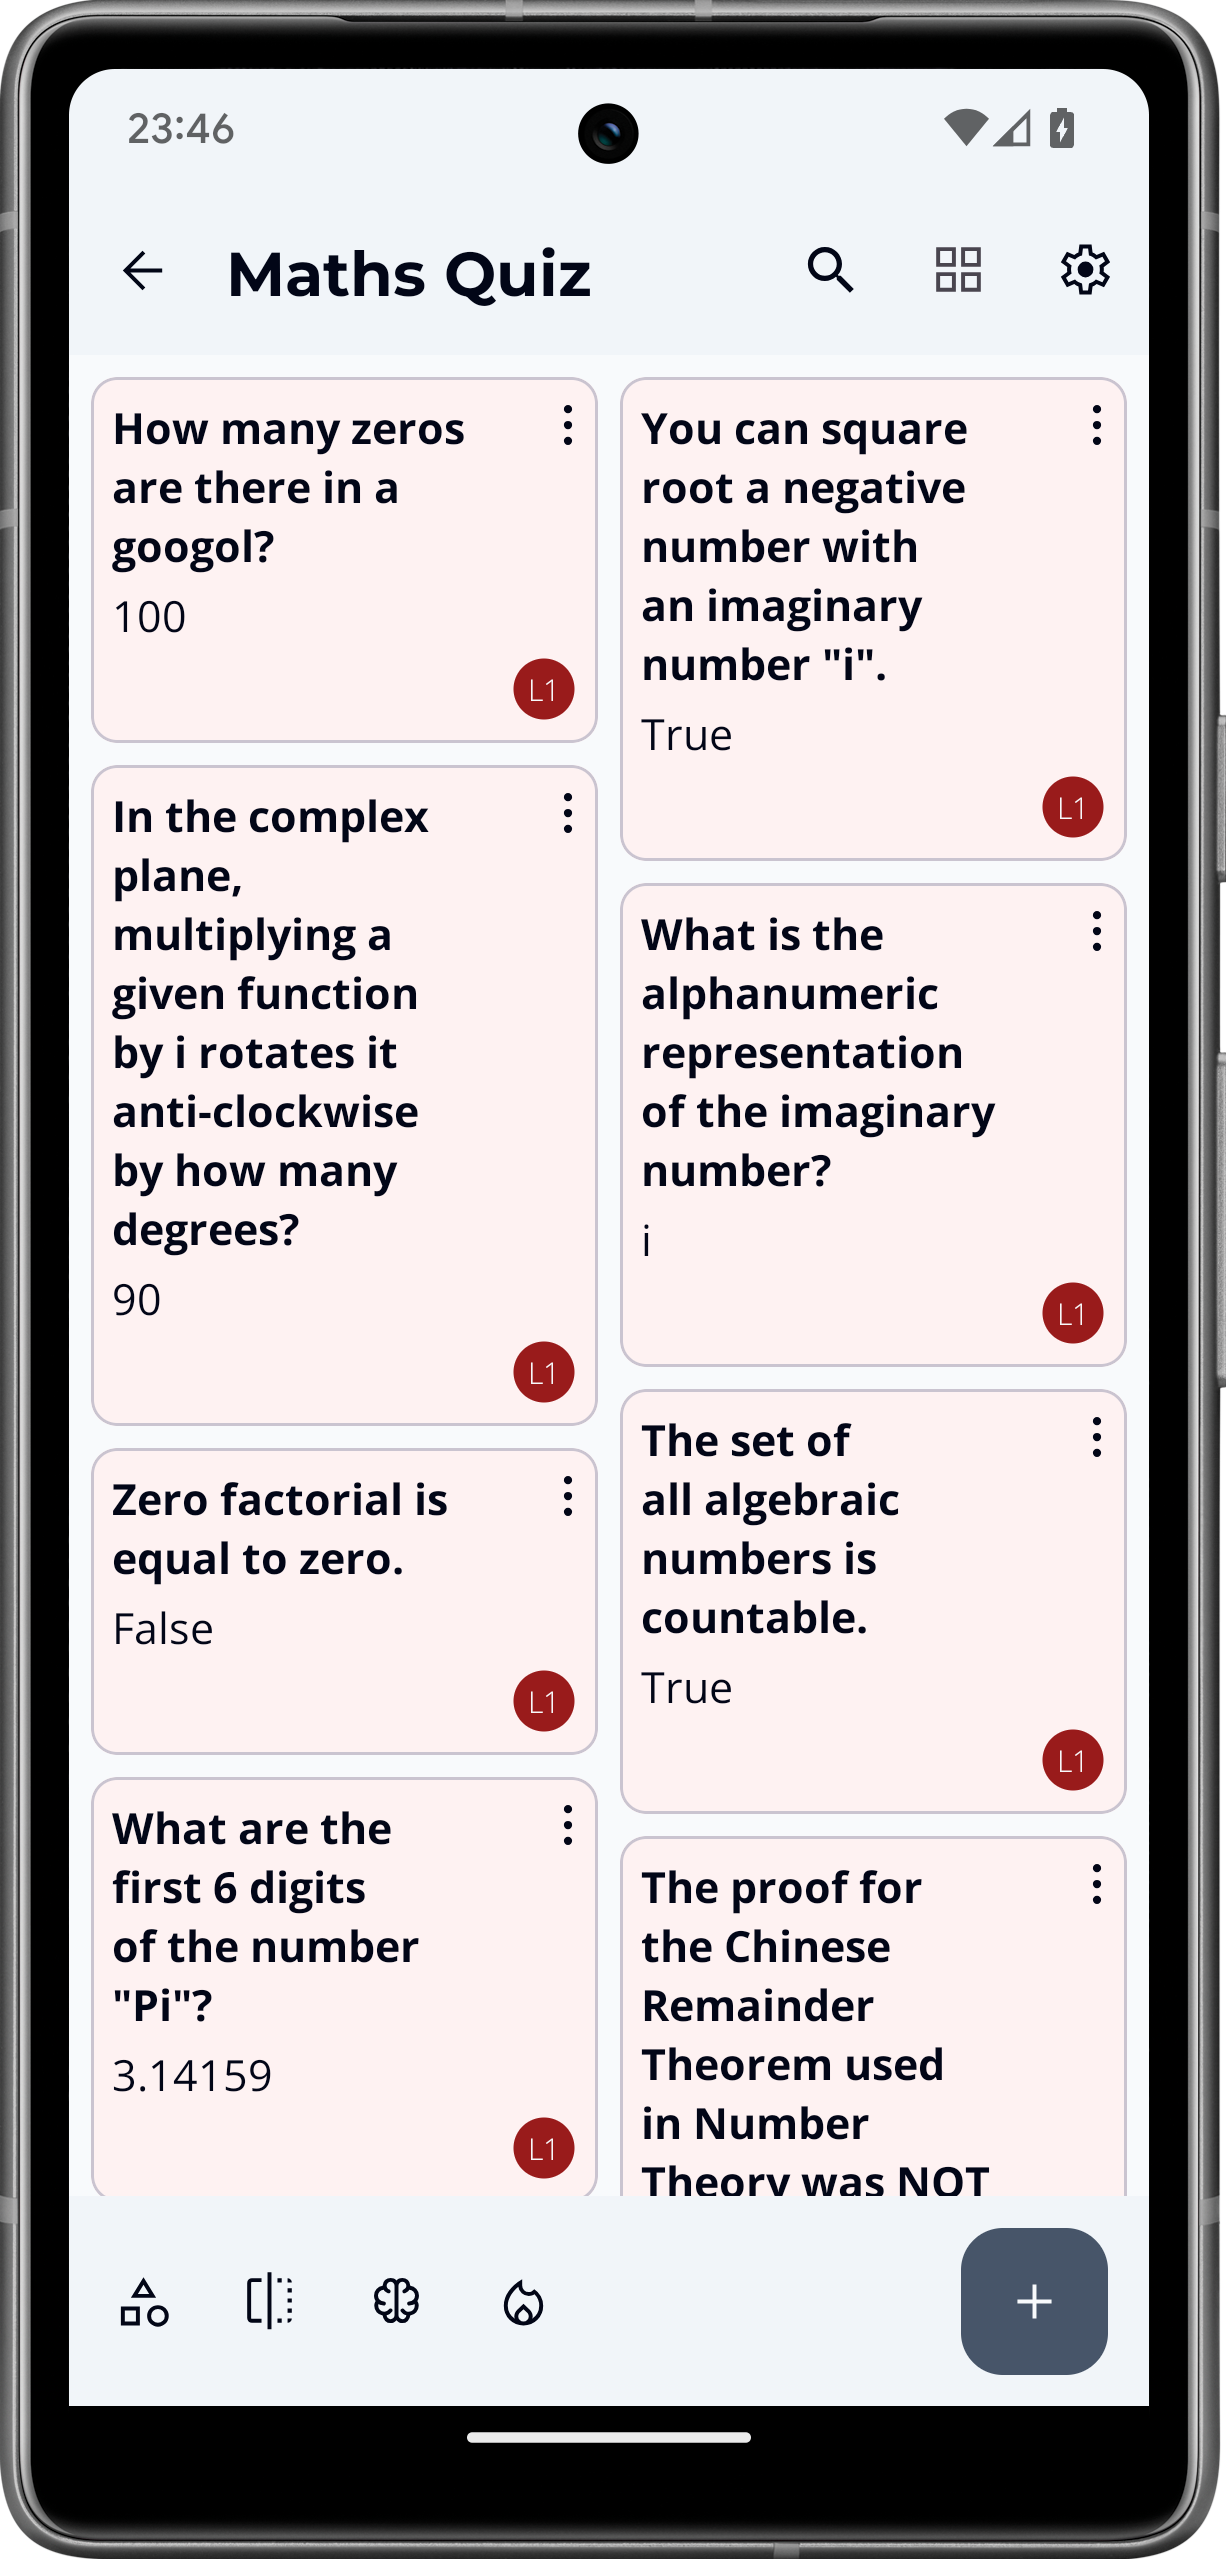 23:46
Maths Quiz
How many zeros
are there in a
googol?
100
L1
In the complex
plane,
multiplying a
given function
by i rotates it
anti-clockwise
by how many
degrees?
90
L1
Zero factorial is
equal to zero.
False
L1
What are the
first 6 digits
of the number
"Pi"?
3.14159
L1
You can square
root a negative
number with
an imaginary
number "i".
True
L1
What is the
alphanumeric
representation
of the imaginary
number?
i
L1
The set of
all algebraic
numbers is
countable.
True
L1
The proof for
the Chinese
Remainder
Theorem used
in Number
Theory was NOT